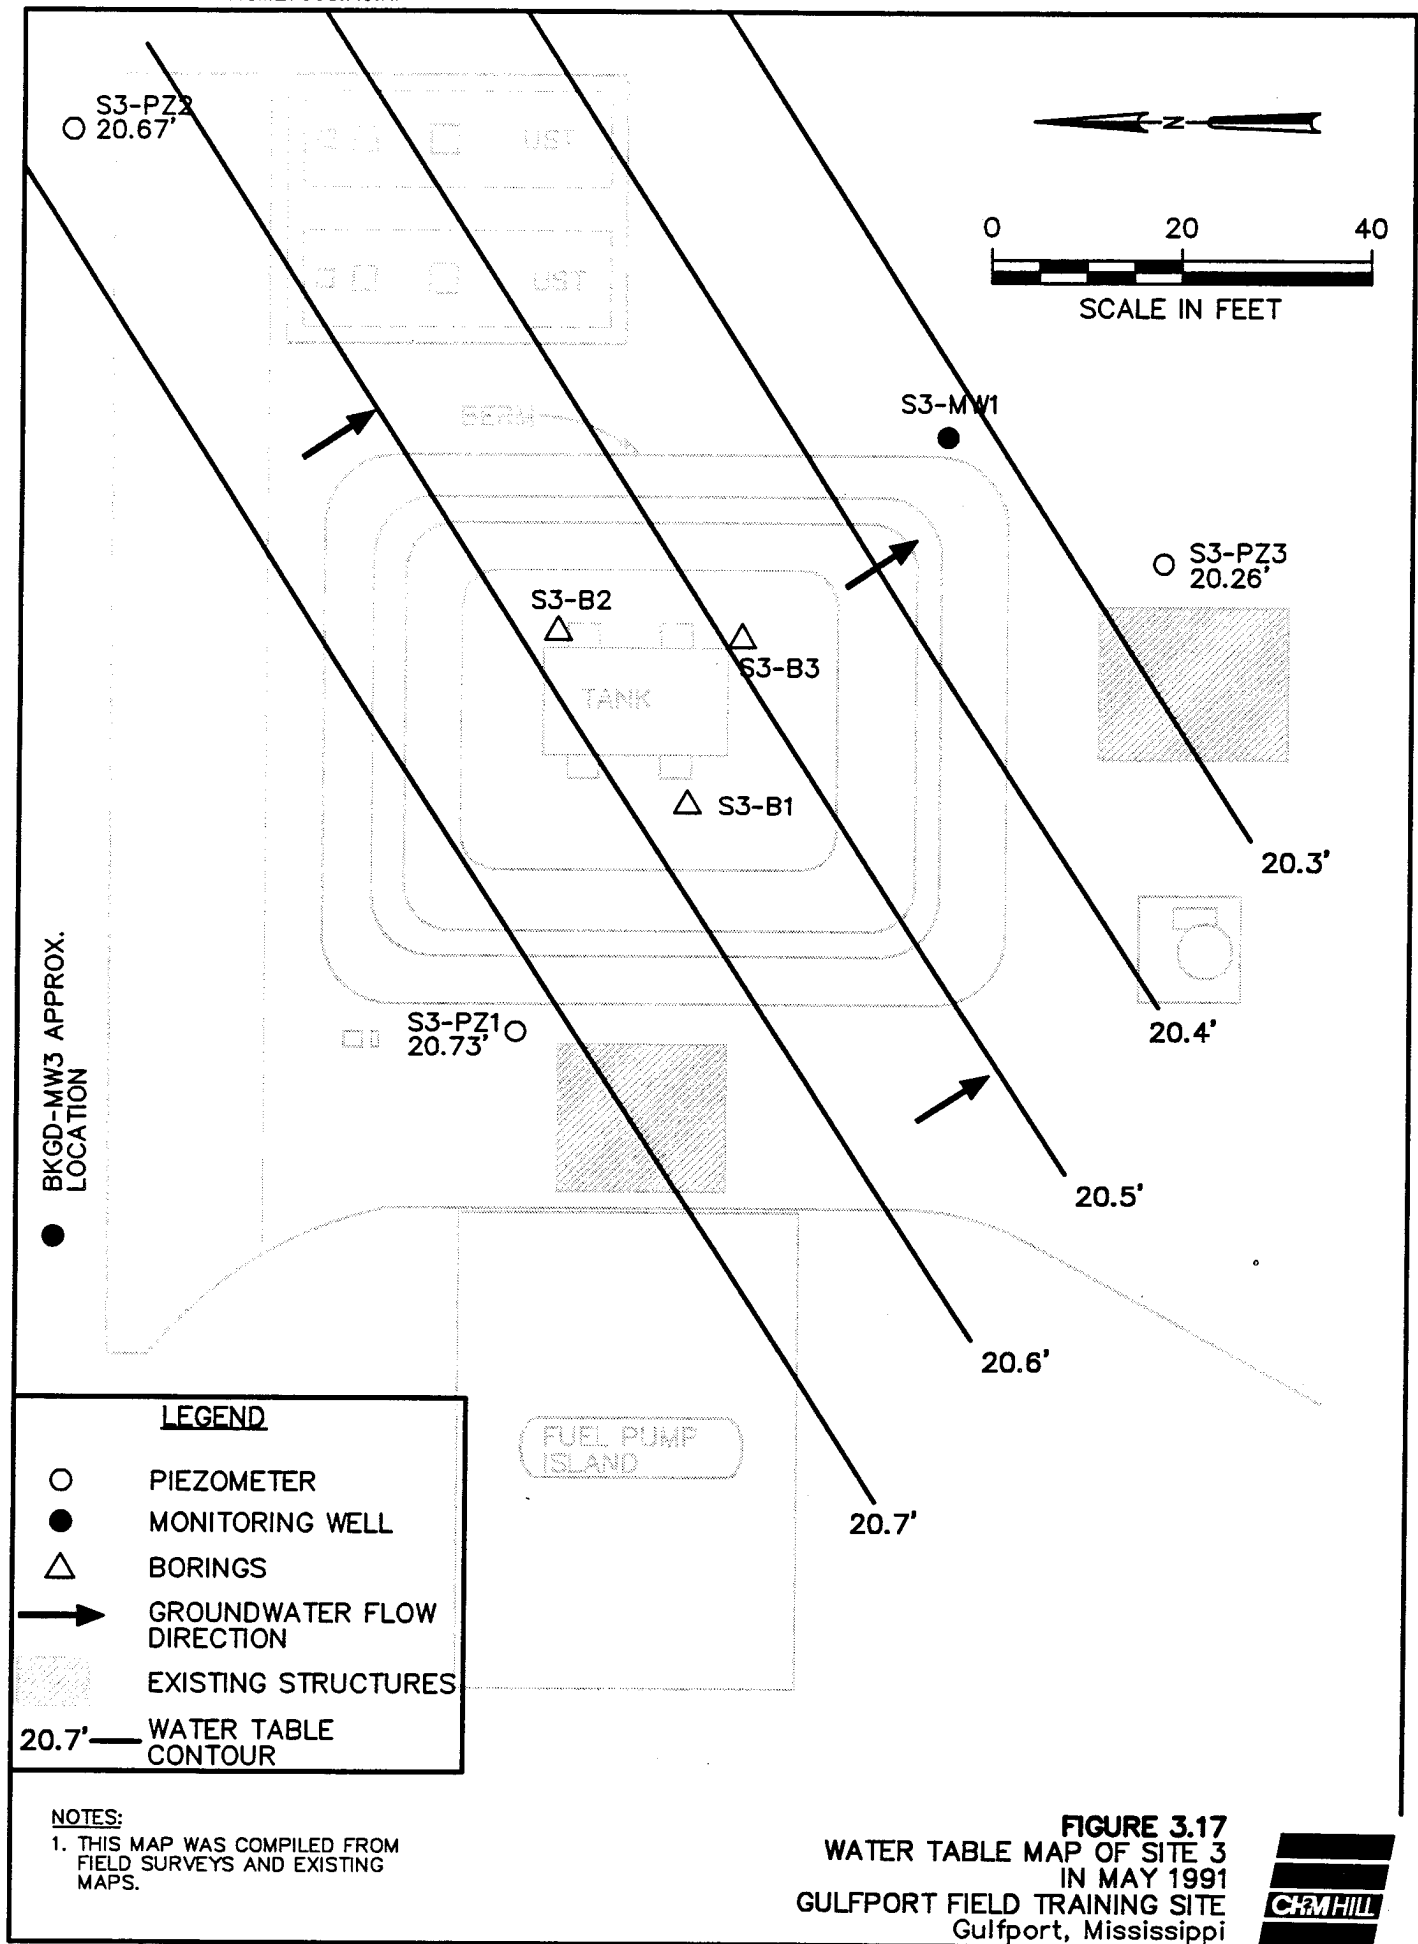 S3-PZ2
20.67'
UST
UST
N
0 20 40
SCALE IN FEET
BERM
S3-MW1
S3-PZ3
20.26'
S3-B2
S3-B3
TANK
S3-B1
20.3'
20.4'
S3-PZ1
20.73'
BKGD-MW3 APPROX.
LOCATION
20.5'
20.6'
20.7'
FUEL PUMP
ISLAND
LEGEND
PIEZOMETER
MONITORING WELL
BORINGS
GROUNDWATER FLOW
DIRECTION
EXISTING STRUCTURES
20.7' WATER TABLE
CONTOUR
NOTES:
1. THIS MAP WAS COMPILED FROM
FIELD SURVEYS AND EXISTING
MAPS.
FIGURE 3.17
WATER TABLE MAP OF SITE 3
IN MAY 1991
GULFPORT FIELD TRAINING SITE
Gulfport, Mississippi
CH2M HILL